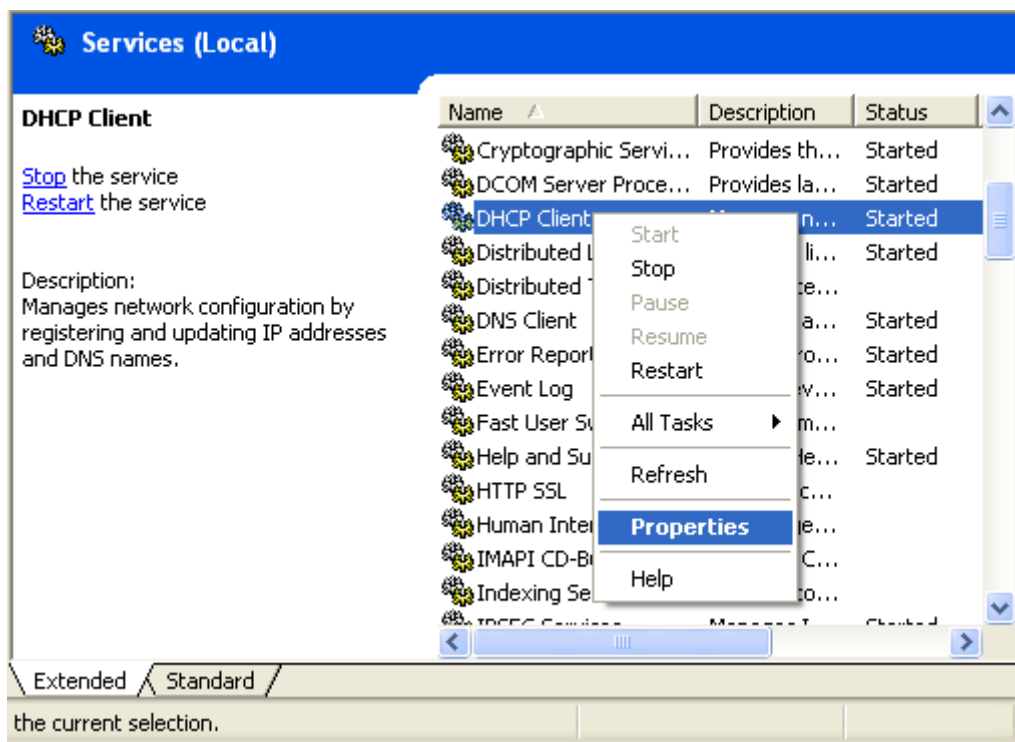 Services (Local)
DHCP Client
Stop the service
Restart the service
Description:
Manages network configuration by
registering and updating IP addresses
and DNS names.
Name Description Status
Cryptographic Servi... Provides th... Started
DCOM Server Proce... Provides la... Started
DHCP Client n... Started
Distributed li... Started
Distributed
DNS Client a... Started
Error Repor Started
Event Log Started
Fast User m...
Help and Su Started
HTTP SSL c...
Human Inte
IMAPI CD-B C...
Indexing Se
Start
Stop
Pause
Resume
Restart
All Tasks
Refresh
Properties
Help
Extended Standard
the current selection.